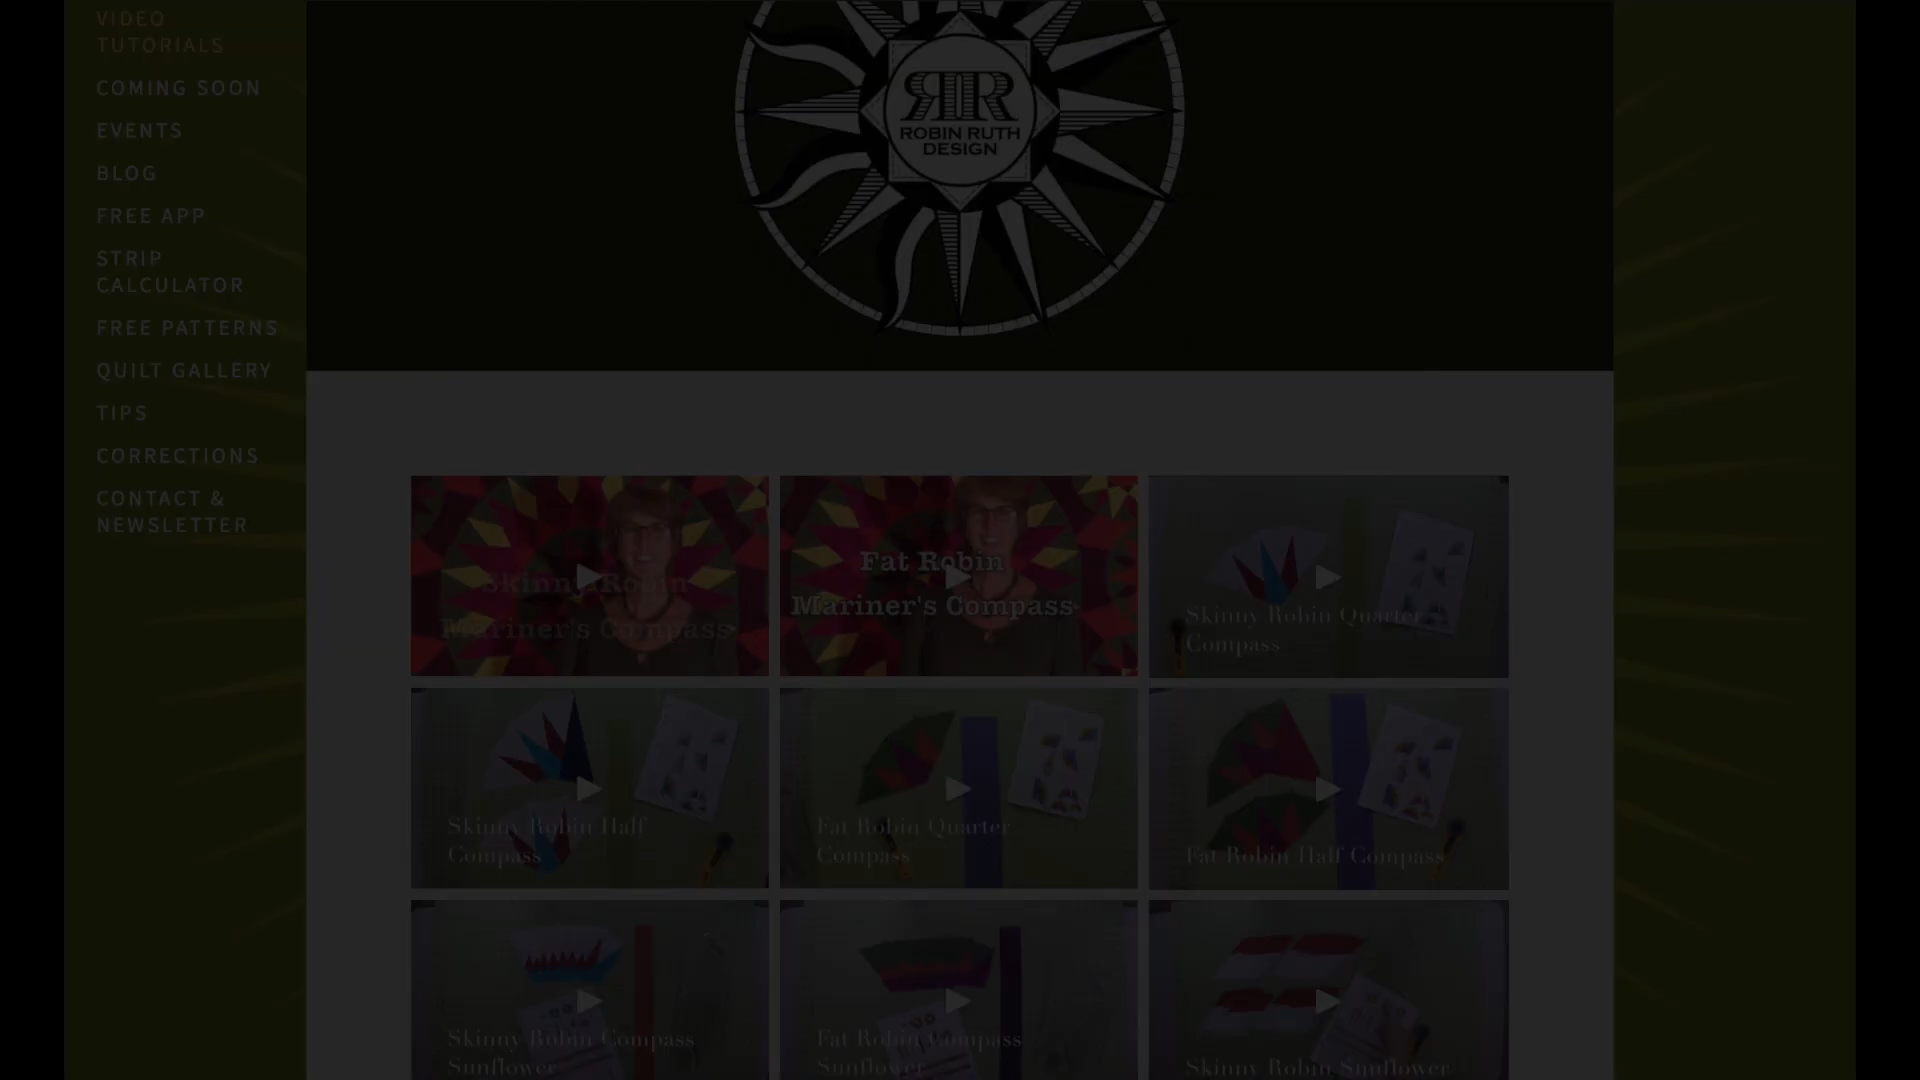 VIDEO
TUTORIALS
COMING SOON
EVENTS
BLOG
FREE APP
STRIP
CALCULATOR
FREE PATTERNS
QUILT GALLERY
TIPS
CORRECTIONS
CONTACT &
NEWSLETTER
RR
ROBIN RUTH
DESIGN
Skinny Robin
Mariner's Compass
Fat Robin
Mariner's Compass
Skinny Robin Quarter
Compass
Skinny Robin Half
Compass
Fat Robin Quarter
Compass
Fat Robin Half Compass
Skinny Robin Compass
Sunflower
Fat Robin Compass
Sunflower
Skinny Robin Sunflower